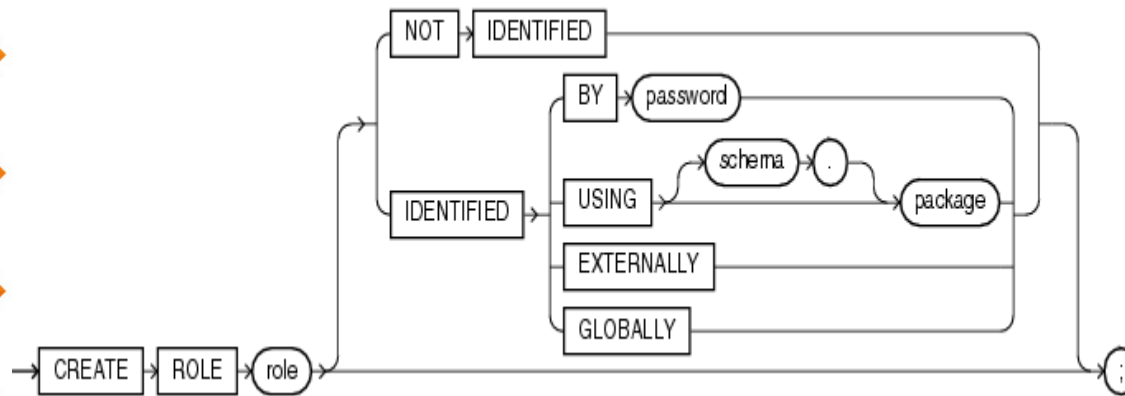 NOT IDENTIFIED
BY password
schema .
IDENTIFIED USING package
EXTERNALLY
GLOBALLY
CREATE ROLE role ;